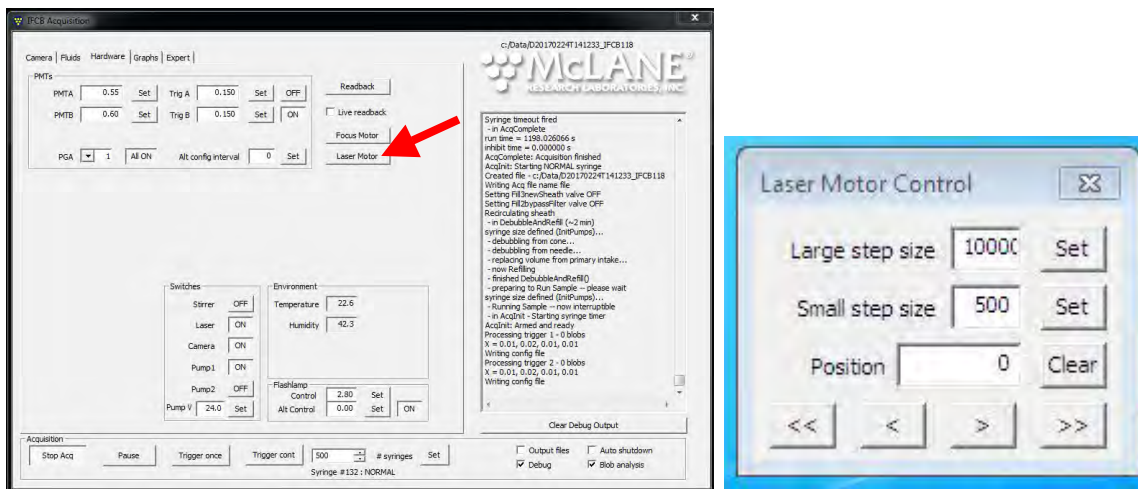 IFCB Acquisition
x
Camera Fluids Hardware Graphs Expert
PMTs
PMTA 0.55 Set Trig A 0.150 Set OFF
PMTB 0.60 Set Trig B 0.150 Set ON
PGA 1 All ON Alt config interval 0 Set
Readback
Live readback
Focus Motor
Laser Motor
Switches
Stirrer OFF
Laser ON
Camera ON
Pump1 ON
Pump2 OFF
Pump V 24.0 Set
Environment
Temperature 22.6
Humidity 42.3
Flashlamp
Control 2.80 Set
Alt Control 0.00 Set ON
c:/Data/D20170224T141233_IFCB118
McLANE®
RESEARCH LABORATORIES, INC.
Syringe timeout fired
- in AcqComplete
run time = 1198.026066 s
inhibit time = 0.000000 s
AcqComplete: Acquisition finished
AcqInit: Starting NORMAL syringe
Created file - c:/Data/D20170224T141233_IFCB118
Writing Acq file name file
Setting Fill3newSheath valve OFF
Setting Fill2bypassFilter valve OFF
Recirculating sheath
- in DebubbleAndRefill (~2 min)
syringe size defined (InitPumps)...
- debubbling from cone...
- debubbling from needle...
- replacing volume from primary intake...
- now Refilling
- finished DebubbleAndRefill()
- preparing to Run Sample -- please wait
syringe size defined (InitPumps)...
- Running Sample -- now interruptible
- in AcqInit - Starting syringe timer
AcqInit: Armed and ready
Processing trigger 1 - 0 blobs
X = 0.01, 0.02, 0.01, 0.01
Writing config file
Processing trigger 2 - 0 blobs
X = 0.01, 0.02, 0.01, 0.01
Writing config file
Clear Debug Output
Acquisition
Stop Acq Pause Trigger once Trigger cont 500 # syringes Set
Syringe #132 : NORMAL
Output files Auto shutdown
Debug Blob analysis
Laser Motor Control
Large step size 10000 Set
Small step size 500 Set
Position 0 Clear
<< < > >>